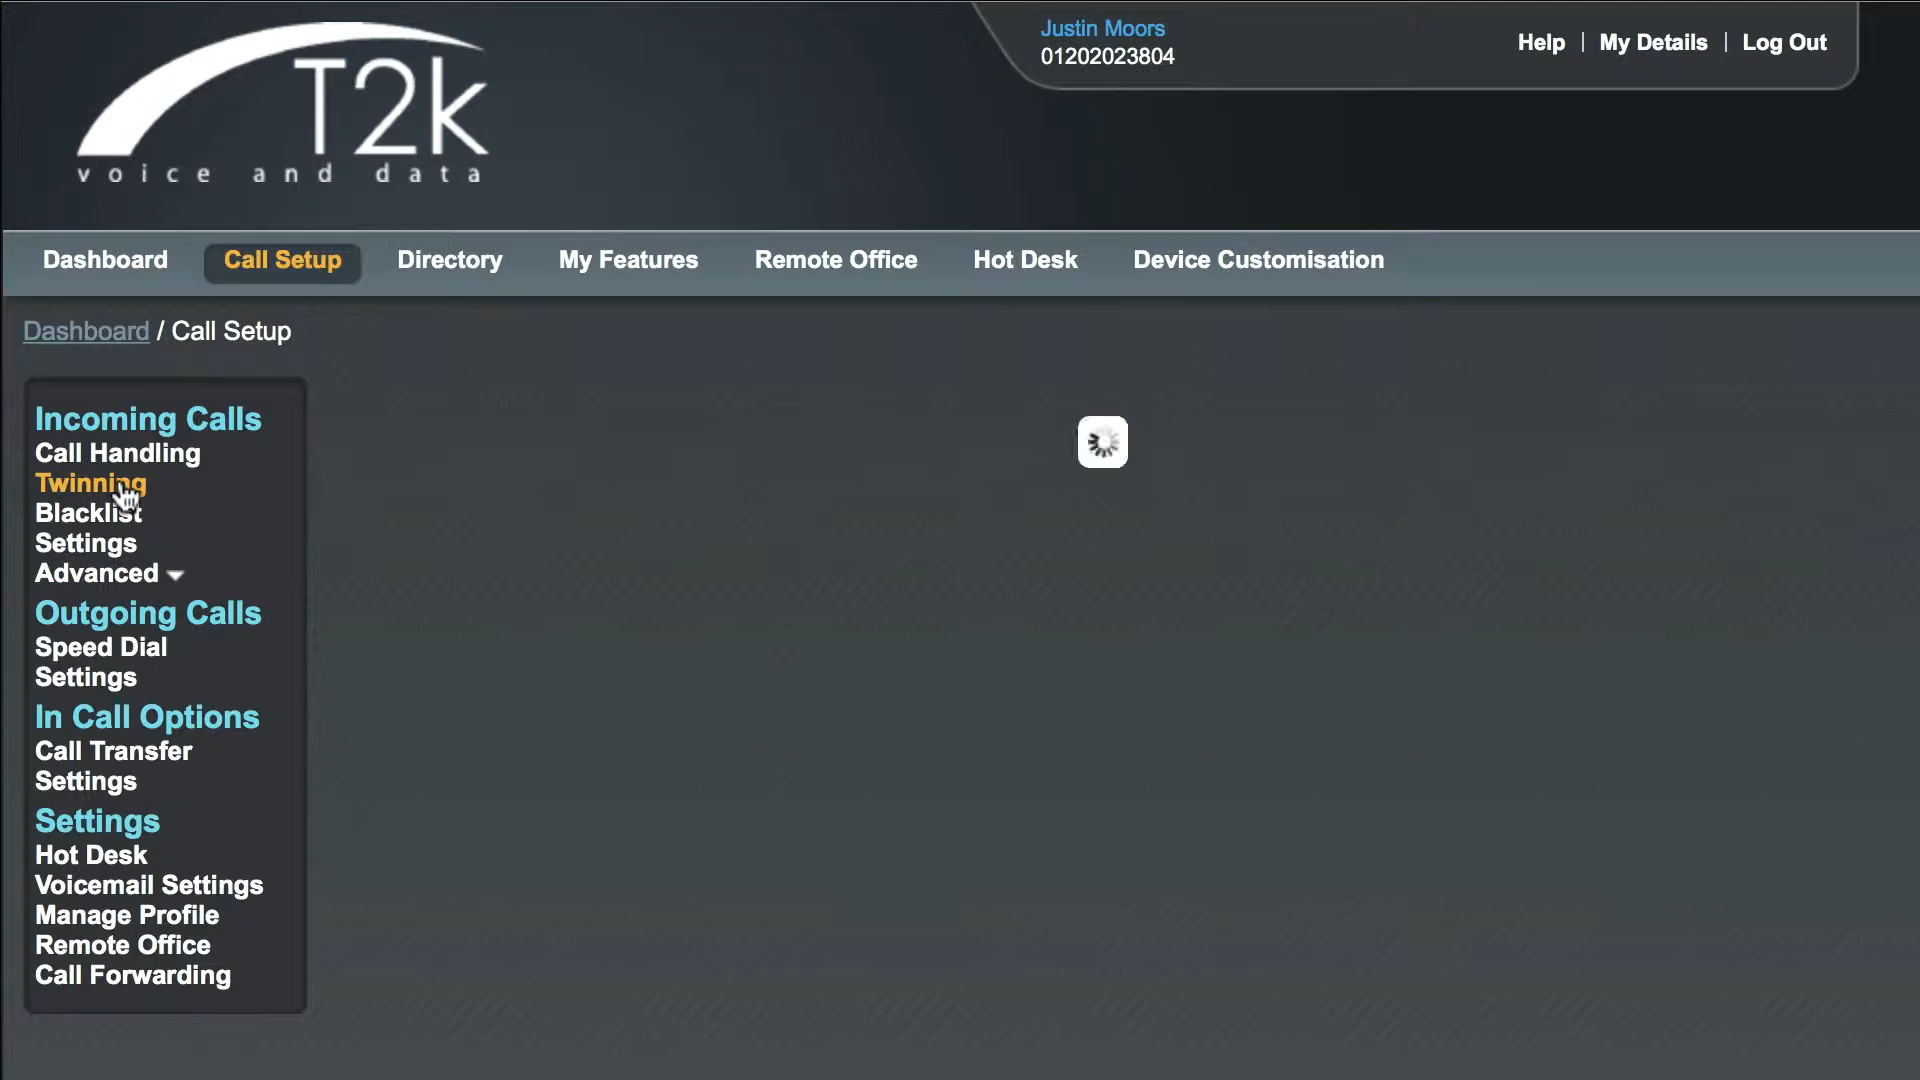 T2k
voice and data
Justin Moors
01202023804
Help | My Details | Log Out
Dashboard Call Setup Directory My Features Remote Office Hot Desk Device Customisation
Dashboard / Call Setup
Incoming Calls
Call Handling
Twinning
Blacklist
Settings
Advanced
Outgoing Calls
Speed Dial
Settings
In Call Options
Call Transfer
Settings
Settings
Hot Desk
Voicemail Settings
Manage Profile
Remote Office
Call Forwarding